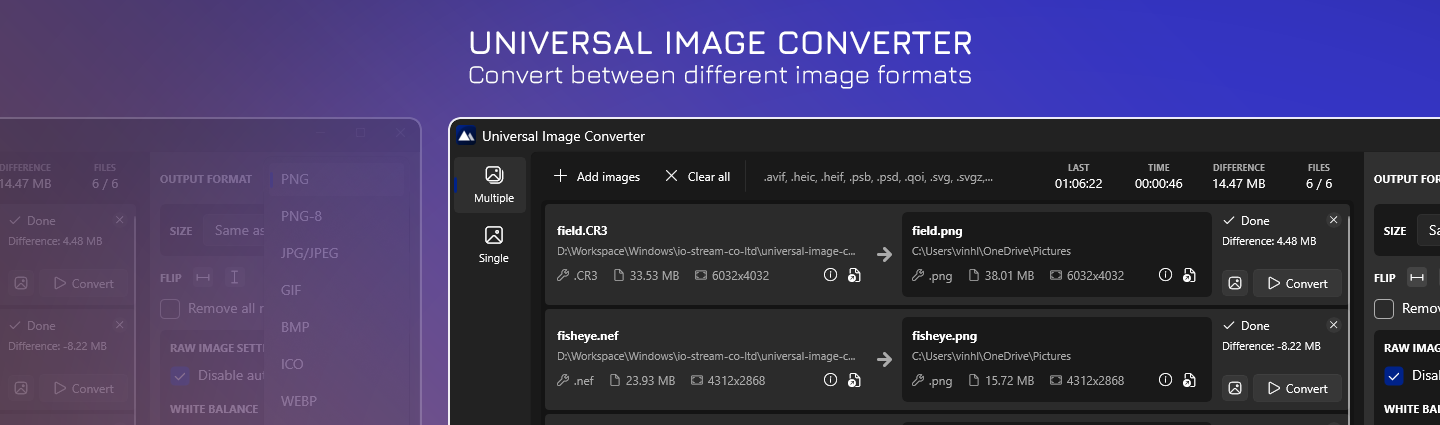 UNIVERSAL IMAGE CONVERTER
Convert between different image formats
DIFFERENCE FILES
14.47 MB 6 / 6
OUTPUT FORMAT PNG
PNG-8
Done
SIZE Same as
Difference: 4.48 MB
JPG/JPEG
FLIP
Convert
GIF
Remove all
Done
BMP
Difference: -8.22 MB
RAW IMAGE
ICO
Convert
Disable
WEBP
WHITE BALANCE
Universal Image Converter
Multiple
Single
Add images Clear all .avif, .heic, .heif, .psb, .psd, .qoi, .svg, .svgz,...
LAST TIME DIFFERENCE FILES
01:06:22 00:00:46 14.47 MB 6 / 6
field.CR3
D:\Workspace\Windows\io-stream-co-ltd\universal-image-c...
.CR3 33.53 MB 6032x4032
field.png
C:\Users\vinhl\OneDrive\Pictures
.png 38.01 MB 6032x4032
Done
Difference: 4.48 MB
Convert
fisheye.nef
D:\Workspace\Windows\io-stream-co-ltd\universal-image-c...
.nef 23.93 MB 4312x2868
fisheye.png
C:\Users\vinhl\OneDrive\Pictures
.png 15.72 MB 4312x2868
Done
Difference: -8.22 MB
Convert
OUTPUT FOR
SIZE Sa
FLIP
Remov
RAW IMAG
Disal
WHITE BALAN